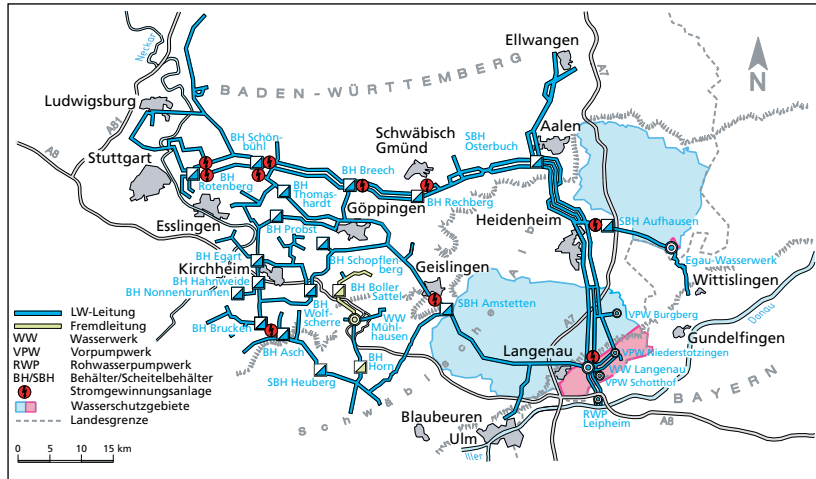 Ellwangen
Neckar
A7
N
BADEN-WÜRTTEMBERG
Ludwigsburg
A81
A8
Aalen
BH Schön-
bühl
Schwäbisch
Gmünd
SBH
Osterbuch
Stuttgart
BH Breech
BH
Rotenberg
BH
Thomas-
hardt
BH Rechberg
Göppingen
Esslingen
BH Probst
Heidenheim
SBH Aufhausen
BH Egart
BH Schopflen-
berg
Egau-Wasserwerk
Kirchheim
Geislingen
BH Hahnweide
BH Nonnenbrunnen
BH Boller
Sattel
Wittislingen
BH
Wolf-
scherre
SBH Amstetten
VPW Burgberg
Donau
BH Brucken
WW
Mühl-
hausen
A7
Gundelfingen
BH Asch
Langenau
VPW Niederstotzingen
BH
Horn
WW Langenau
VPW Schotthof
SBH Heuberg
Schwäbische Alb
BAYERN
Blaubeuren
RWP
Leipheim
A8
Ulm
Iller
LW-Leitung
Fremdleitung
WW Wasserwerk
VPW Vorpumpwerk
RWP Rohwasserpumpwerk
BH/SBH Behälter/Scheitelbehälter
Stromgewinnungsanlage
Wasserschutzgebiete
Landesgrenze
0 5 10 15 km